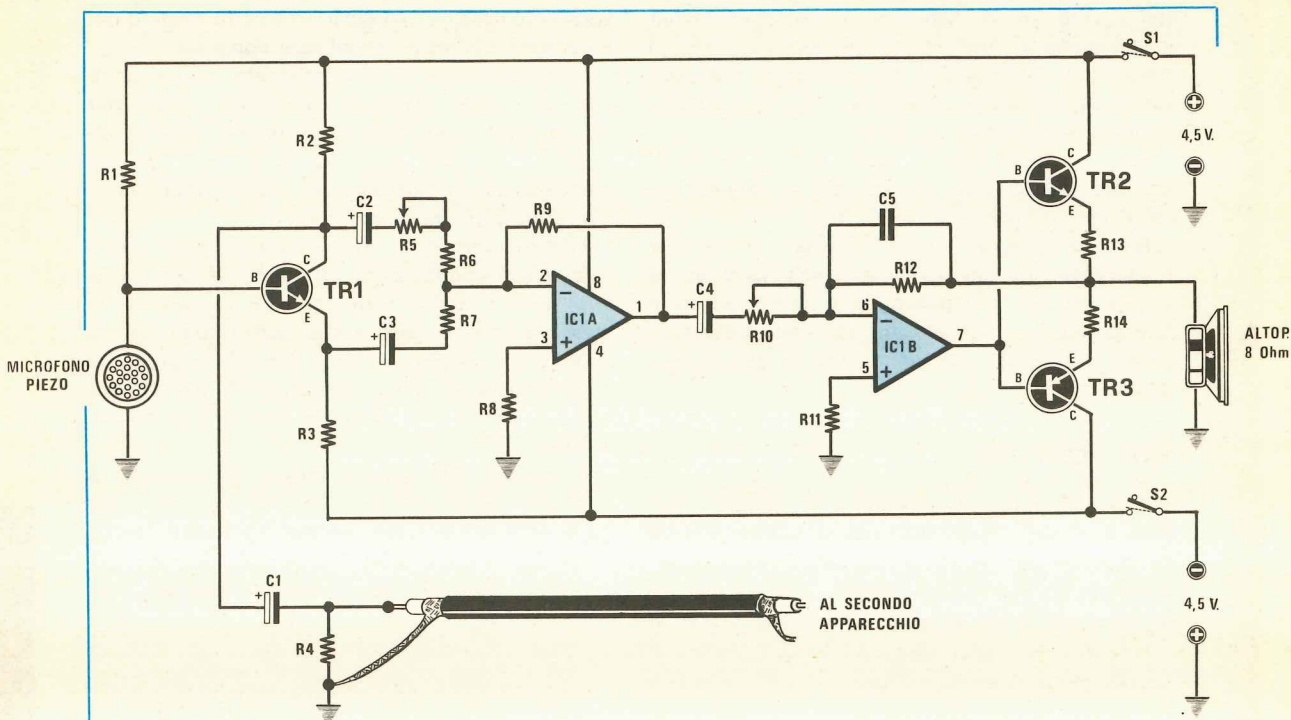 S1
4,5 V.
R1
R2
C2
R5
R6
R9
C5
B
C
TR2
E
R13
B
C
TR1
E
2
8
IC1A
1
3
4
C4
R10
R12
6
IC1B
7
5
C3
R7
R14
ALTOP.
8 Ohm
MICROFONO
PIEZO
R3
R8
R11
B
E
TR3
C
S2
C1
R4
AL SECONDO
APPARECCHIO
4,5 V.